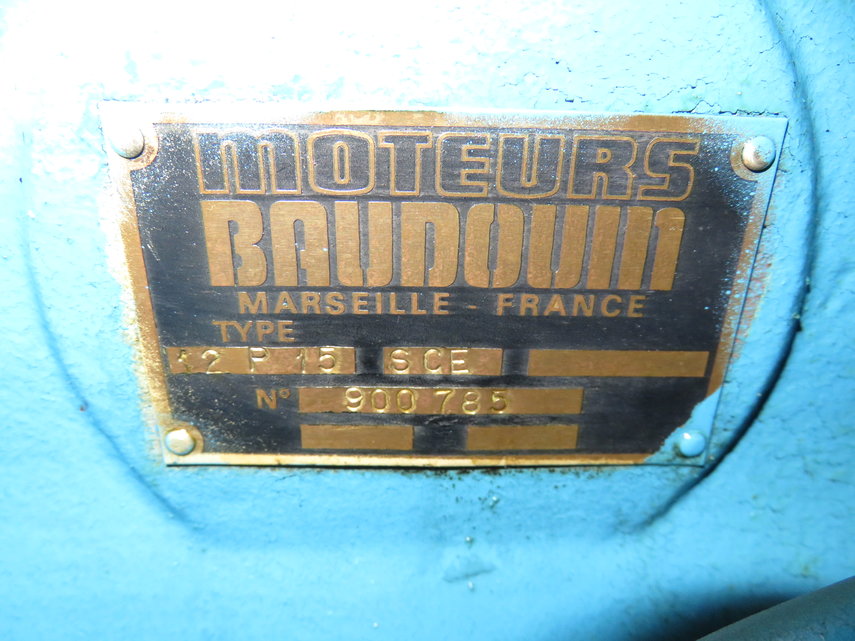 MOTEURS
BAUDOUIN
MARSEILLE - FRANCE
TYPE
12 P 15 SCE
N° 900 785